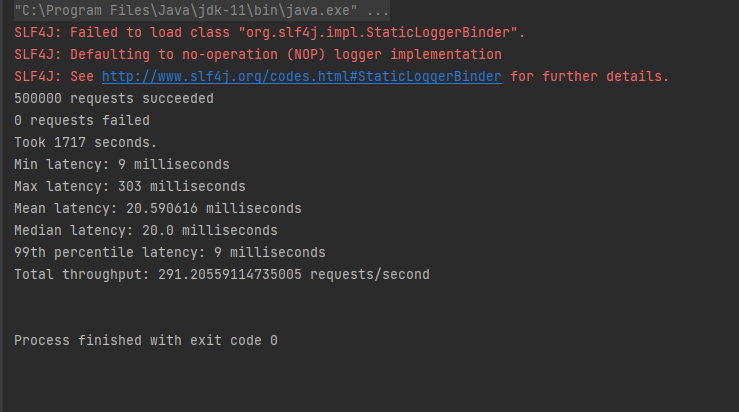 "C:\Program Files\Java\jdk-11\bin\java.exe" ...
SLF4J: Failed to load class "org.slf4j.impl.StaticLoggerBinder".
SLF4J: Defaulting to no-operation (NOP) logger implementation
SLF4J: See http://www.slf4j.org/codes.html#StaticLoggerBinder for further details.
500000 requests succeeded
0 requests failed
Took 1717 seconds.
Min latency: 9 milliseconds
Max latency: 303 milliseconds
Mean latency: 20.590616 milliseconds
Median latency: 20.0 milliseconds
99th percentile latency: 9 milliseconds
Total throughput: 291.20559114735005 requests/second
Process finished with exit code 0